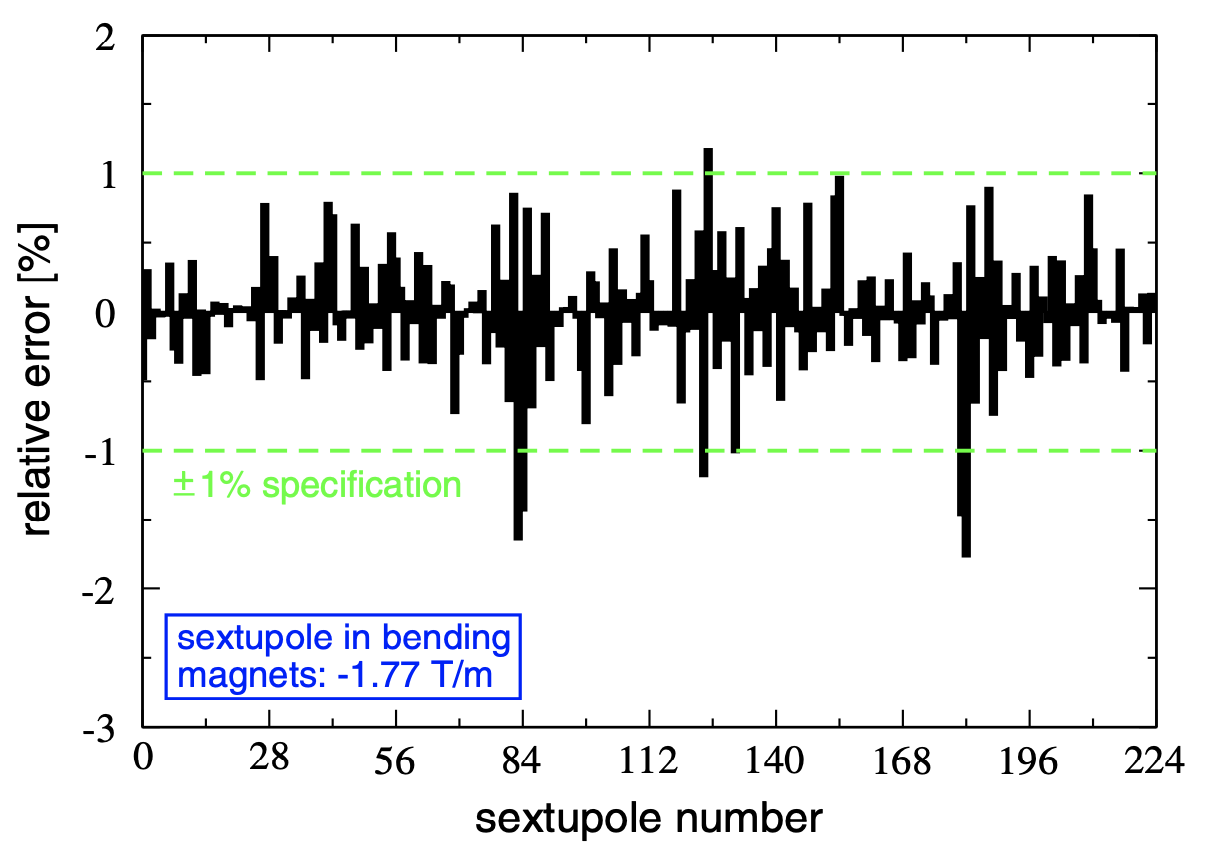 2
1
0
-1
-2
-3
relative error [%]
±1% specification
sextupole in bending
magnets: -1.77 T/m
0 28 56 84 112 140 168 196 224
sextupole number